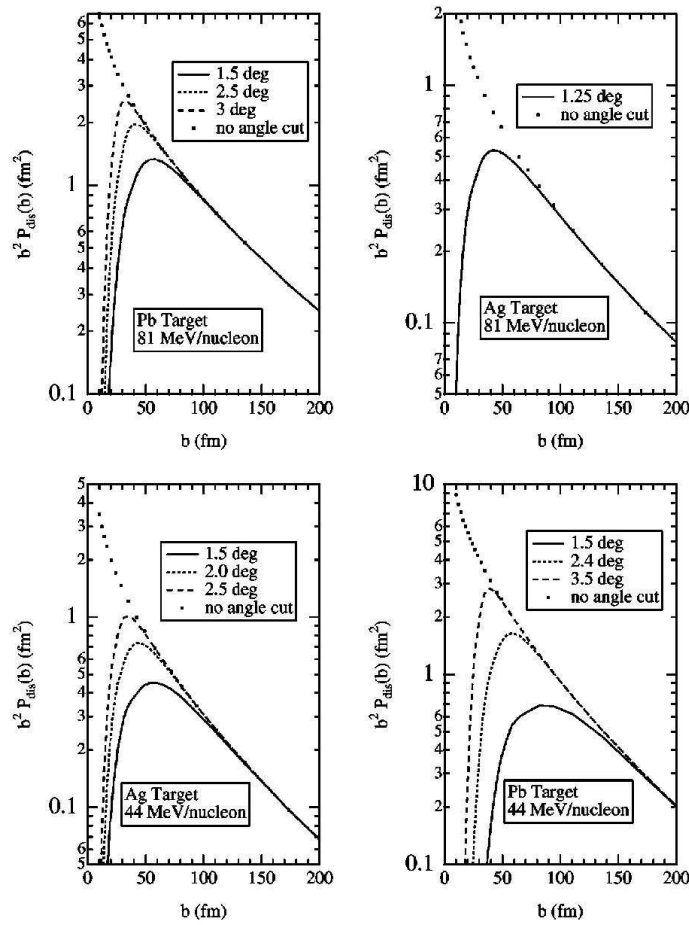 6
5
4
3
2
1
6
5
4
3
2
0.1
1.5 deg
2.5 deg
3 deg
no angle cut
Pb Target
81 MeV/nucleon
b² P_dis(b) (fm²)
0 50 100 150 200
b (fm)
2
1
6
5
4
3
2
0.1
6
5
1.25 deg
no angle cut
Ag Target
81 MeV/nucleon
b² P_dis(b) (fm²)
0 50 100 150 200
b (fm)
5
4
3
2
1
6
5
4
3
2
0.1
6
5
1.5 deg
2.0 deg
2.5 deg
no angle cut
Ag Target
44 MeV/nucleon
b² P_dis(b) (fm²)
0 50 100 150 200
b (fm)
10
6
5
4
3
2
1
6
5
4
3
2
0.1
1.5 deg
2.4 deg
3.5 deg
no angle cut
Pb Target
44 MeV/nucleon
b² P_dis(b) (fm²)
0 50 100 150 200
b (fm)